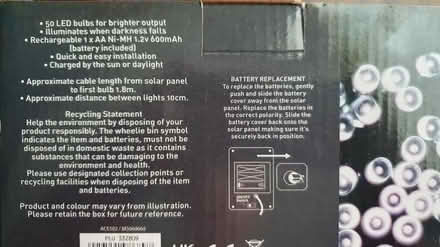 • 50 LED bulbs for brighter output
• Illuminates when darkness falls
• Rechargeable 1 x AA Ni-MH 1.2v 600mAh
(battery included)
• Quick and easy installation
• Charged by the sun or daylight
• Approximate cable length from solar panel
to first bulb 1.8m.
• Approximate distance between lights 10cm.
Recycling Statement
Help the environment by disposing of your
product responsibly. The wheelie bin symbol
indicates the item and batteries, must not be
disposed of in domestic waste as it contains
substances that can be damaging to the
environment and health.
Please use designated collection points or
recycling facilities when disposing of the item
and batteries.
Product and colour may vary from illustration.
Please retain the box for future reference.
PLU 332809
BATTERY REPLACEMENT
To replace the batteries, gently
push and slide the battery
cover away from the solar
panel. Replace the batteries in
the correct polarity. Slide the
battery cover back onto the
solar panel making sure it's
securely back in position.